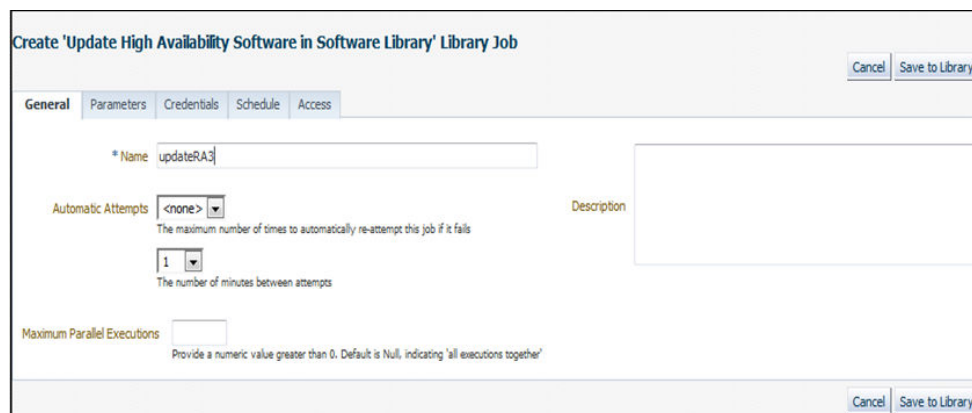 Create 'Update High Availability Software in Software Library' Library Job
Cancel Save to Library
General Parameters Credentials Schedule Access
* Name updateRA3
Automatic Attempts <none>
The maximum number of times to automatically re-attempt this job if it fails
Description
1
The number of minutes between attempts
Maximum Parallel Executions
Provide a numeric value greater than 0. Default is Null, indicating 'all executions together'
Cancel Save to Library